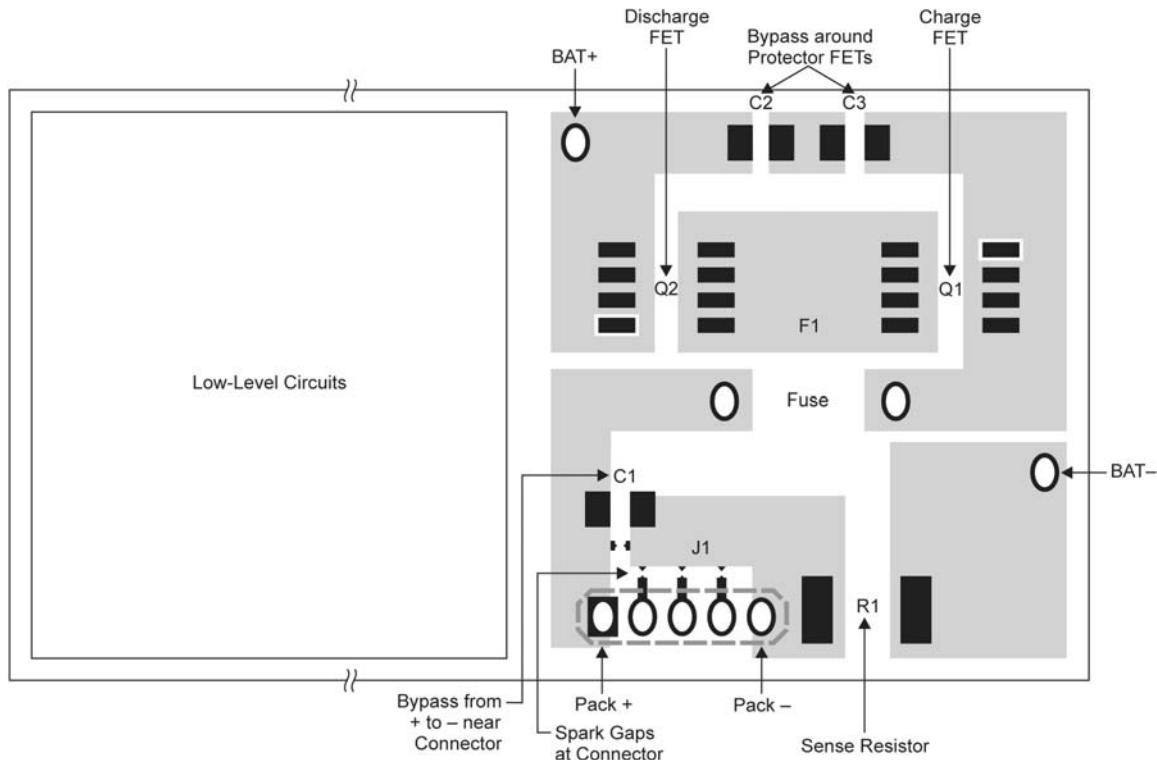 Discharge
FET
Charge
FET
Bypass around
Protector FETs
BAT+
C2
C3
Q2
Q1
F1
Low-Level Circuits
Fuse
C1
BAT–
J1
R1
Bypass from
+ to – near
Connector
Pack +
Pack –
Spark Gaps
at Connector
Sense Resistor